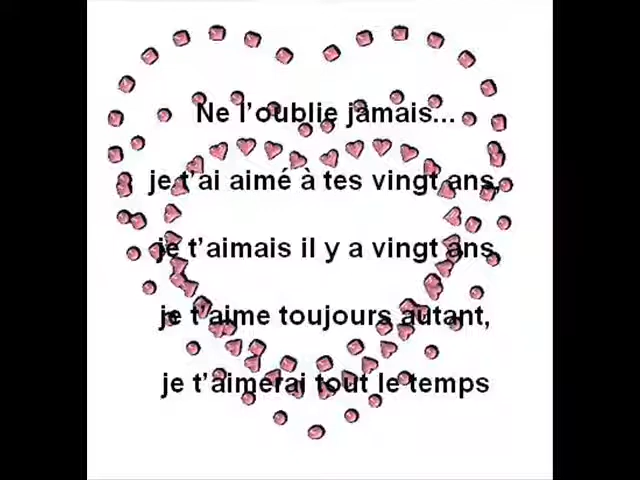 Ne l'oublie jamais...
je t'ai aimé à tes vingt ans,
je t'aimais il y a vingt ans
je t'aime toujours autant,
je t'aimerai tout le temps